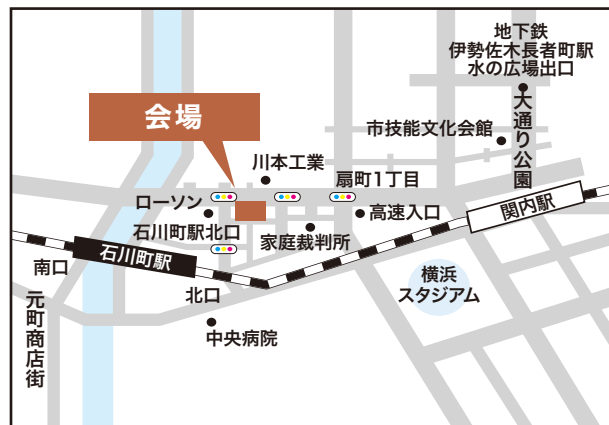 地下鉄
伊勢佐木長者町駅
水の広場出口
大通り公園
会場
市技能文化会館
川本工業
扇町1丁目
ローソン
高速入口
関内駅
石川町駅北口
家庭裁判所
石川町駅
南口
北口
横浜
スタジアム
元町商店街
中央病院